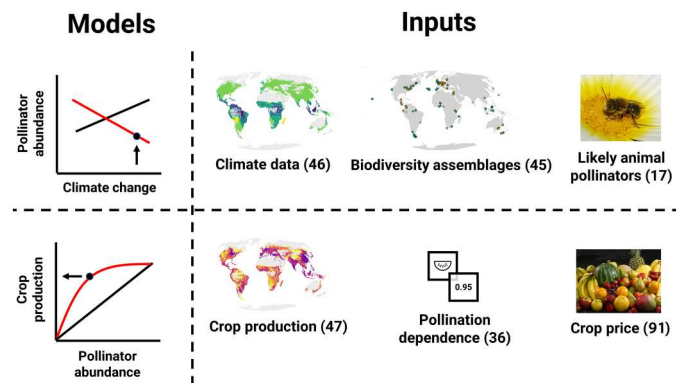 Models
Inputs
Pollinator
abundance
Climate change
Climate data (46)
Biodiversity assemblages (45)
Likely animal
pollinators (17)
Crop
production
Pollinator
abundance
Crop production (47)
0.95
Pollination
dependence (36)
Crop price (91)